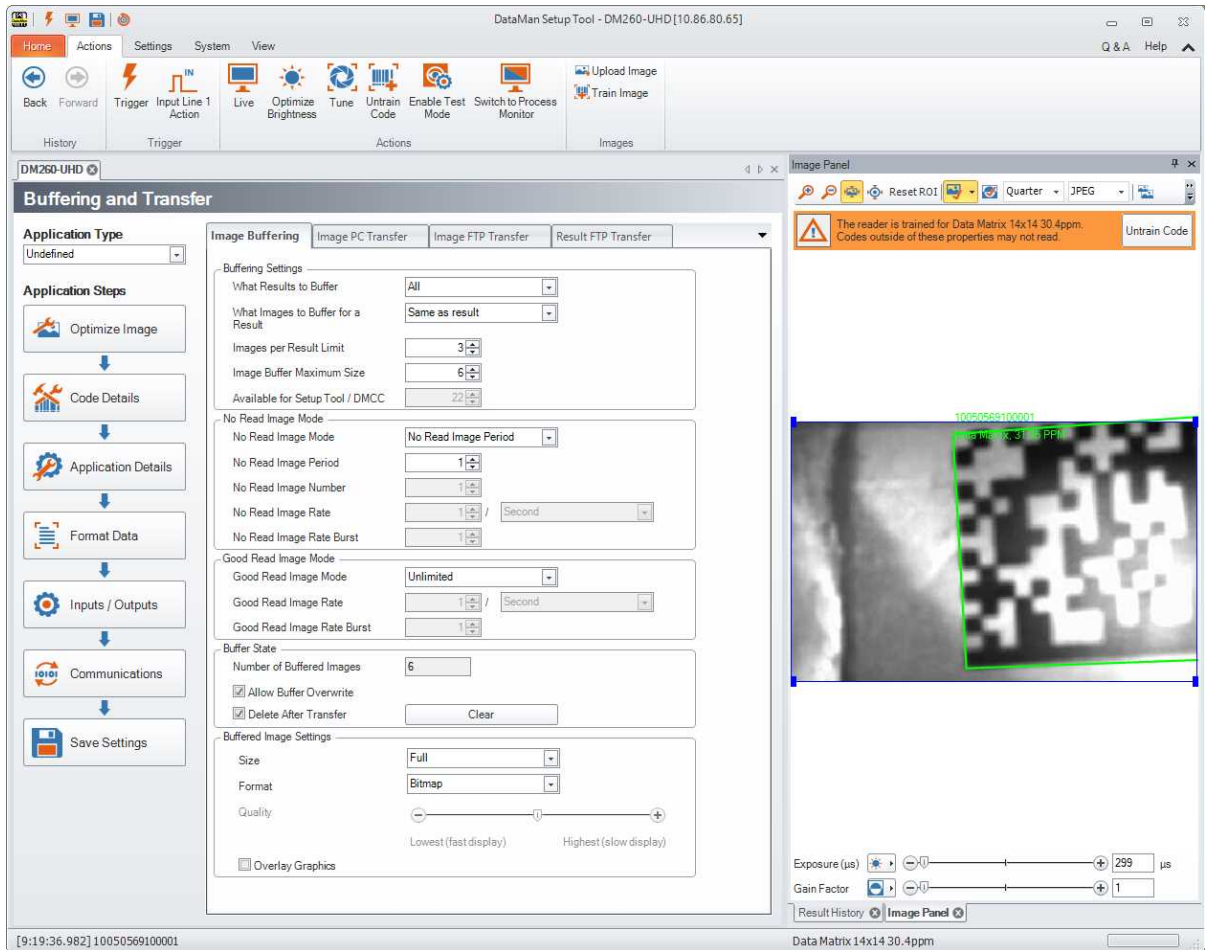 DataMan Setup Tool - DM260-UHD [10.86.80.65]
Home Actions Settings System View Q & A Help
Back Forward Trigger Input Line 1 Action Live Optimize Brightness Tune Untrain Code Enable Test Mode Switch to Process Monitor Upload Image
Train Image
IN
History Trigger Actions Images
DM260-UHD
Buffering and Transfer
Application Type
Undefined
Application Steps
Optimize Image
Code Details
Application Details
Format Data
Inputs / Outputs
Communications
Save Settings
Image Buffering Image PC Transfer Image FTP Transfer Result FTP Transfer
Buffering Settings
What Results to Buffer All
What Images to Buffer for a Result Same as result
Images per Result Limit 3
Image Buffer Maximum Size 6
Available for Setup Tool / DMCC 22
No Read Image Mode
No Read Image Mode No Read Image Period
No Read Image Period 1
No Read Image Number 1
No Read Image Rate 1 / Second
No Read Image Rate Burst 1
Good Read Image Mode
Good Read Image Mode Unlimited
Good Read Image Rate 1 / Second
Good Read Image Rate Burst 1
Buffer State
Number of Buffered Images 6
Allow Buffer Overwrite
Delete After Transfer Clear
Buffered Image Settings
Size Full
Format Bitmap
Quality
Lowest (fast display) Highest (slow display)
Overlay Graphics
Image Panel
Reset ROI Quarter JPEG
The reader is trained for Data Matrix 14x14 30.4ppm.
Codes outside of these properties may not read.
Untrain Code
10050569100001
Matrix, PPM
Exposure (µs) 299 µs
Gain Factor 1
Result History Image Panel
[9:19:36.982] 10050569100001 Data Matrix 14x14 30.4ppm